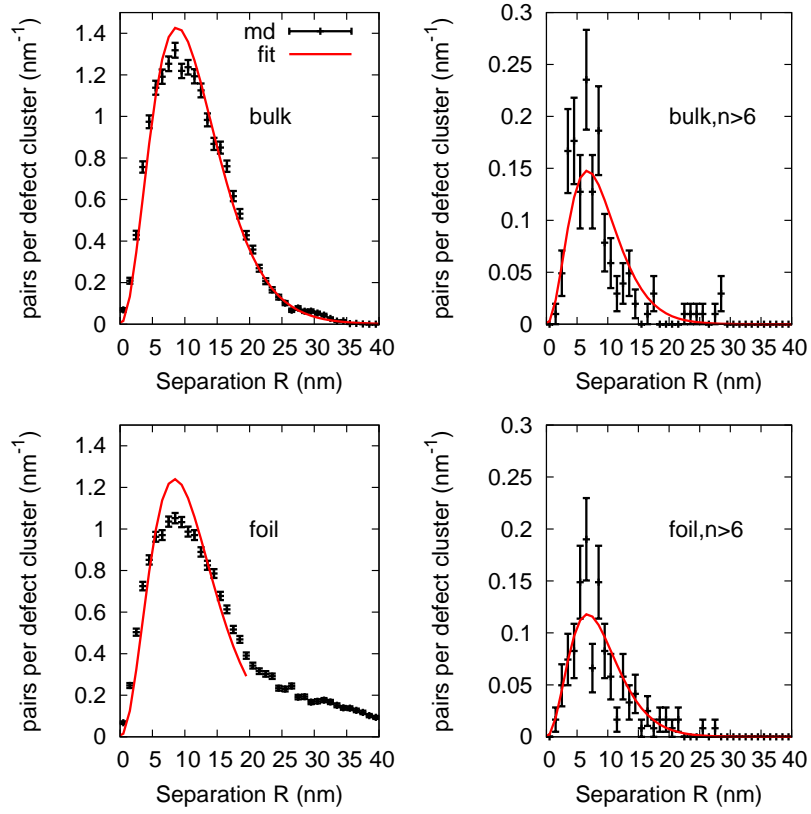 pairs per defect cluster (nm⁻¹)
1.4
1.2
1
0.8
0.6
0.4
0.2
0
md
fit
bulk
0 5 10 15 20 25 30 35 40
Separation R (nm)
pairs per defect cluster (nm⁻¹)
0.3
0.25
0.2
0.15
0.1
0.05
0
bulk,n>6
0 5 10 15 20 25 30 35 40
Separation R (nm)
pairs per defect cluster (nm⁻¹)
1.4
1.2
1
0.8
0.6
0.4
0.2
0
foil
0 5 10 15 20 25 30 35 40
Separation R (nm)
pairs per defect cluster (nm⁻¹)
0.3
0.25
0.2
0.15
0.1
0.05
0
foil,n>6
0 5 10 15 20 25 30 35 40
Separation R (nm)